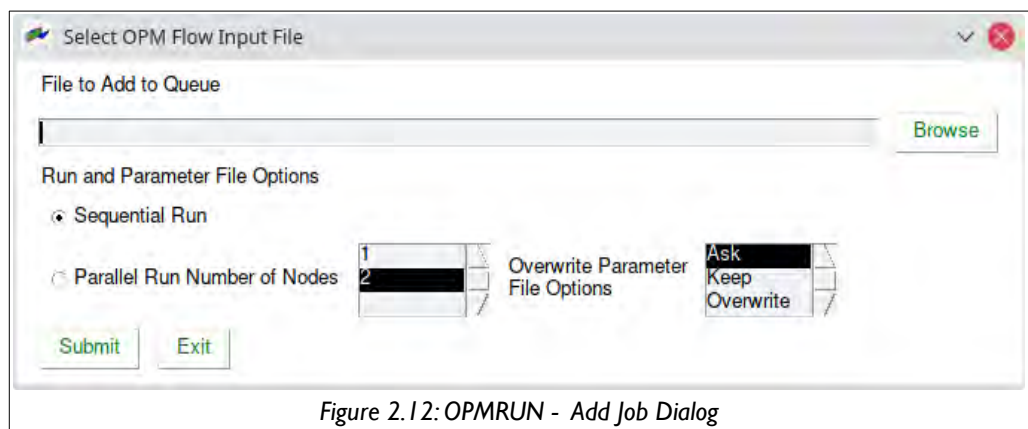 Select OPM Flow Input File
File to Add to Queue
Browse
Run and Parameter File Options
Sequential Run
Parallel Run Number of Nodes
1
2
Overwrite Parameter
File Options
Ask
Keep
Overwrite
Submit Exit
Figure 2.12: OPMRUN - Add Job Dialog